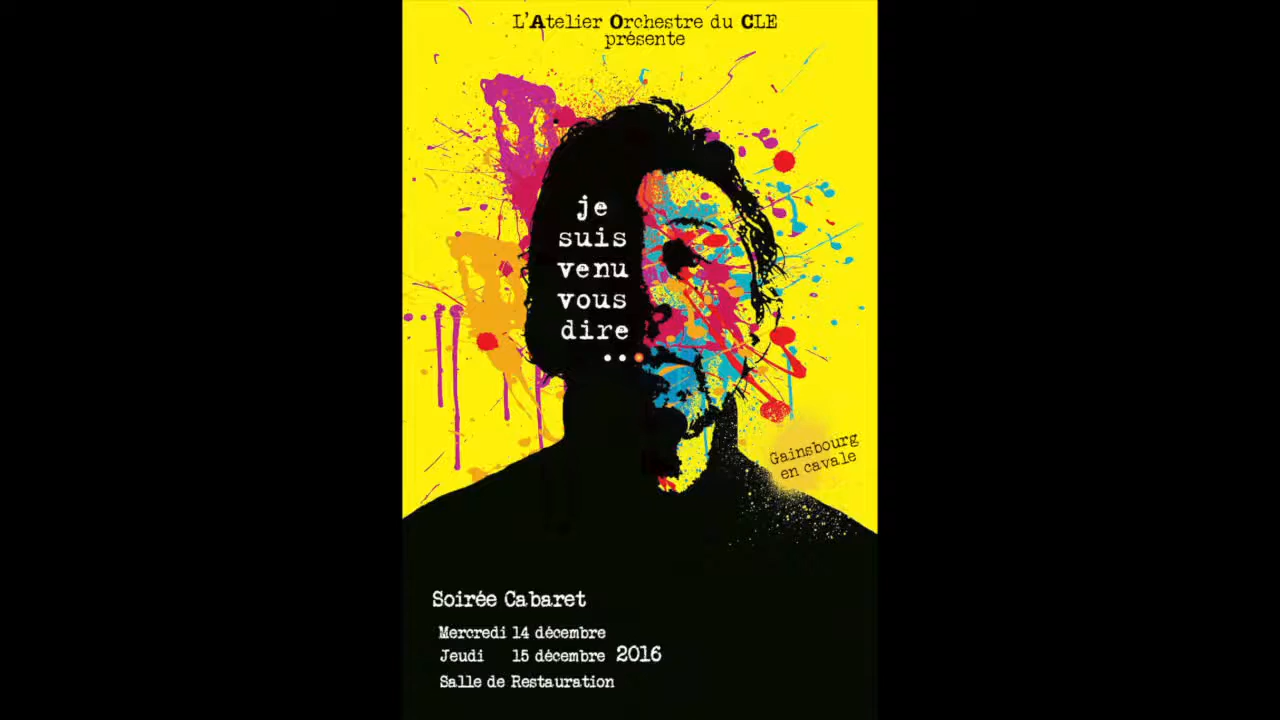 L'Atelier Orchestre du CLE
présente
je
suis
venu
vous
dire
...
Gainsbourg
en cavale
Soirée Cabaret
Mercredi 14 décembre
Jeudi 15 décembre 2016
Salle de Restauration